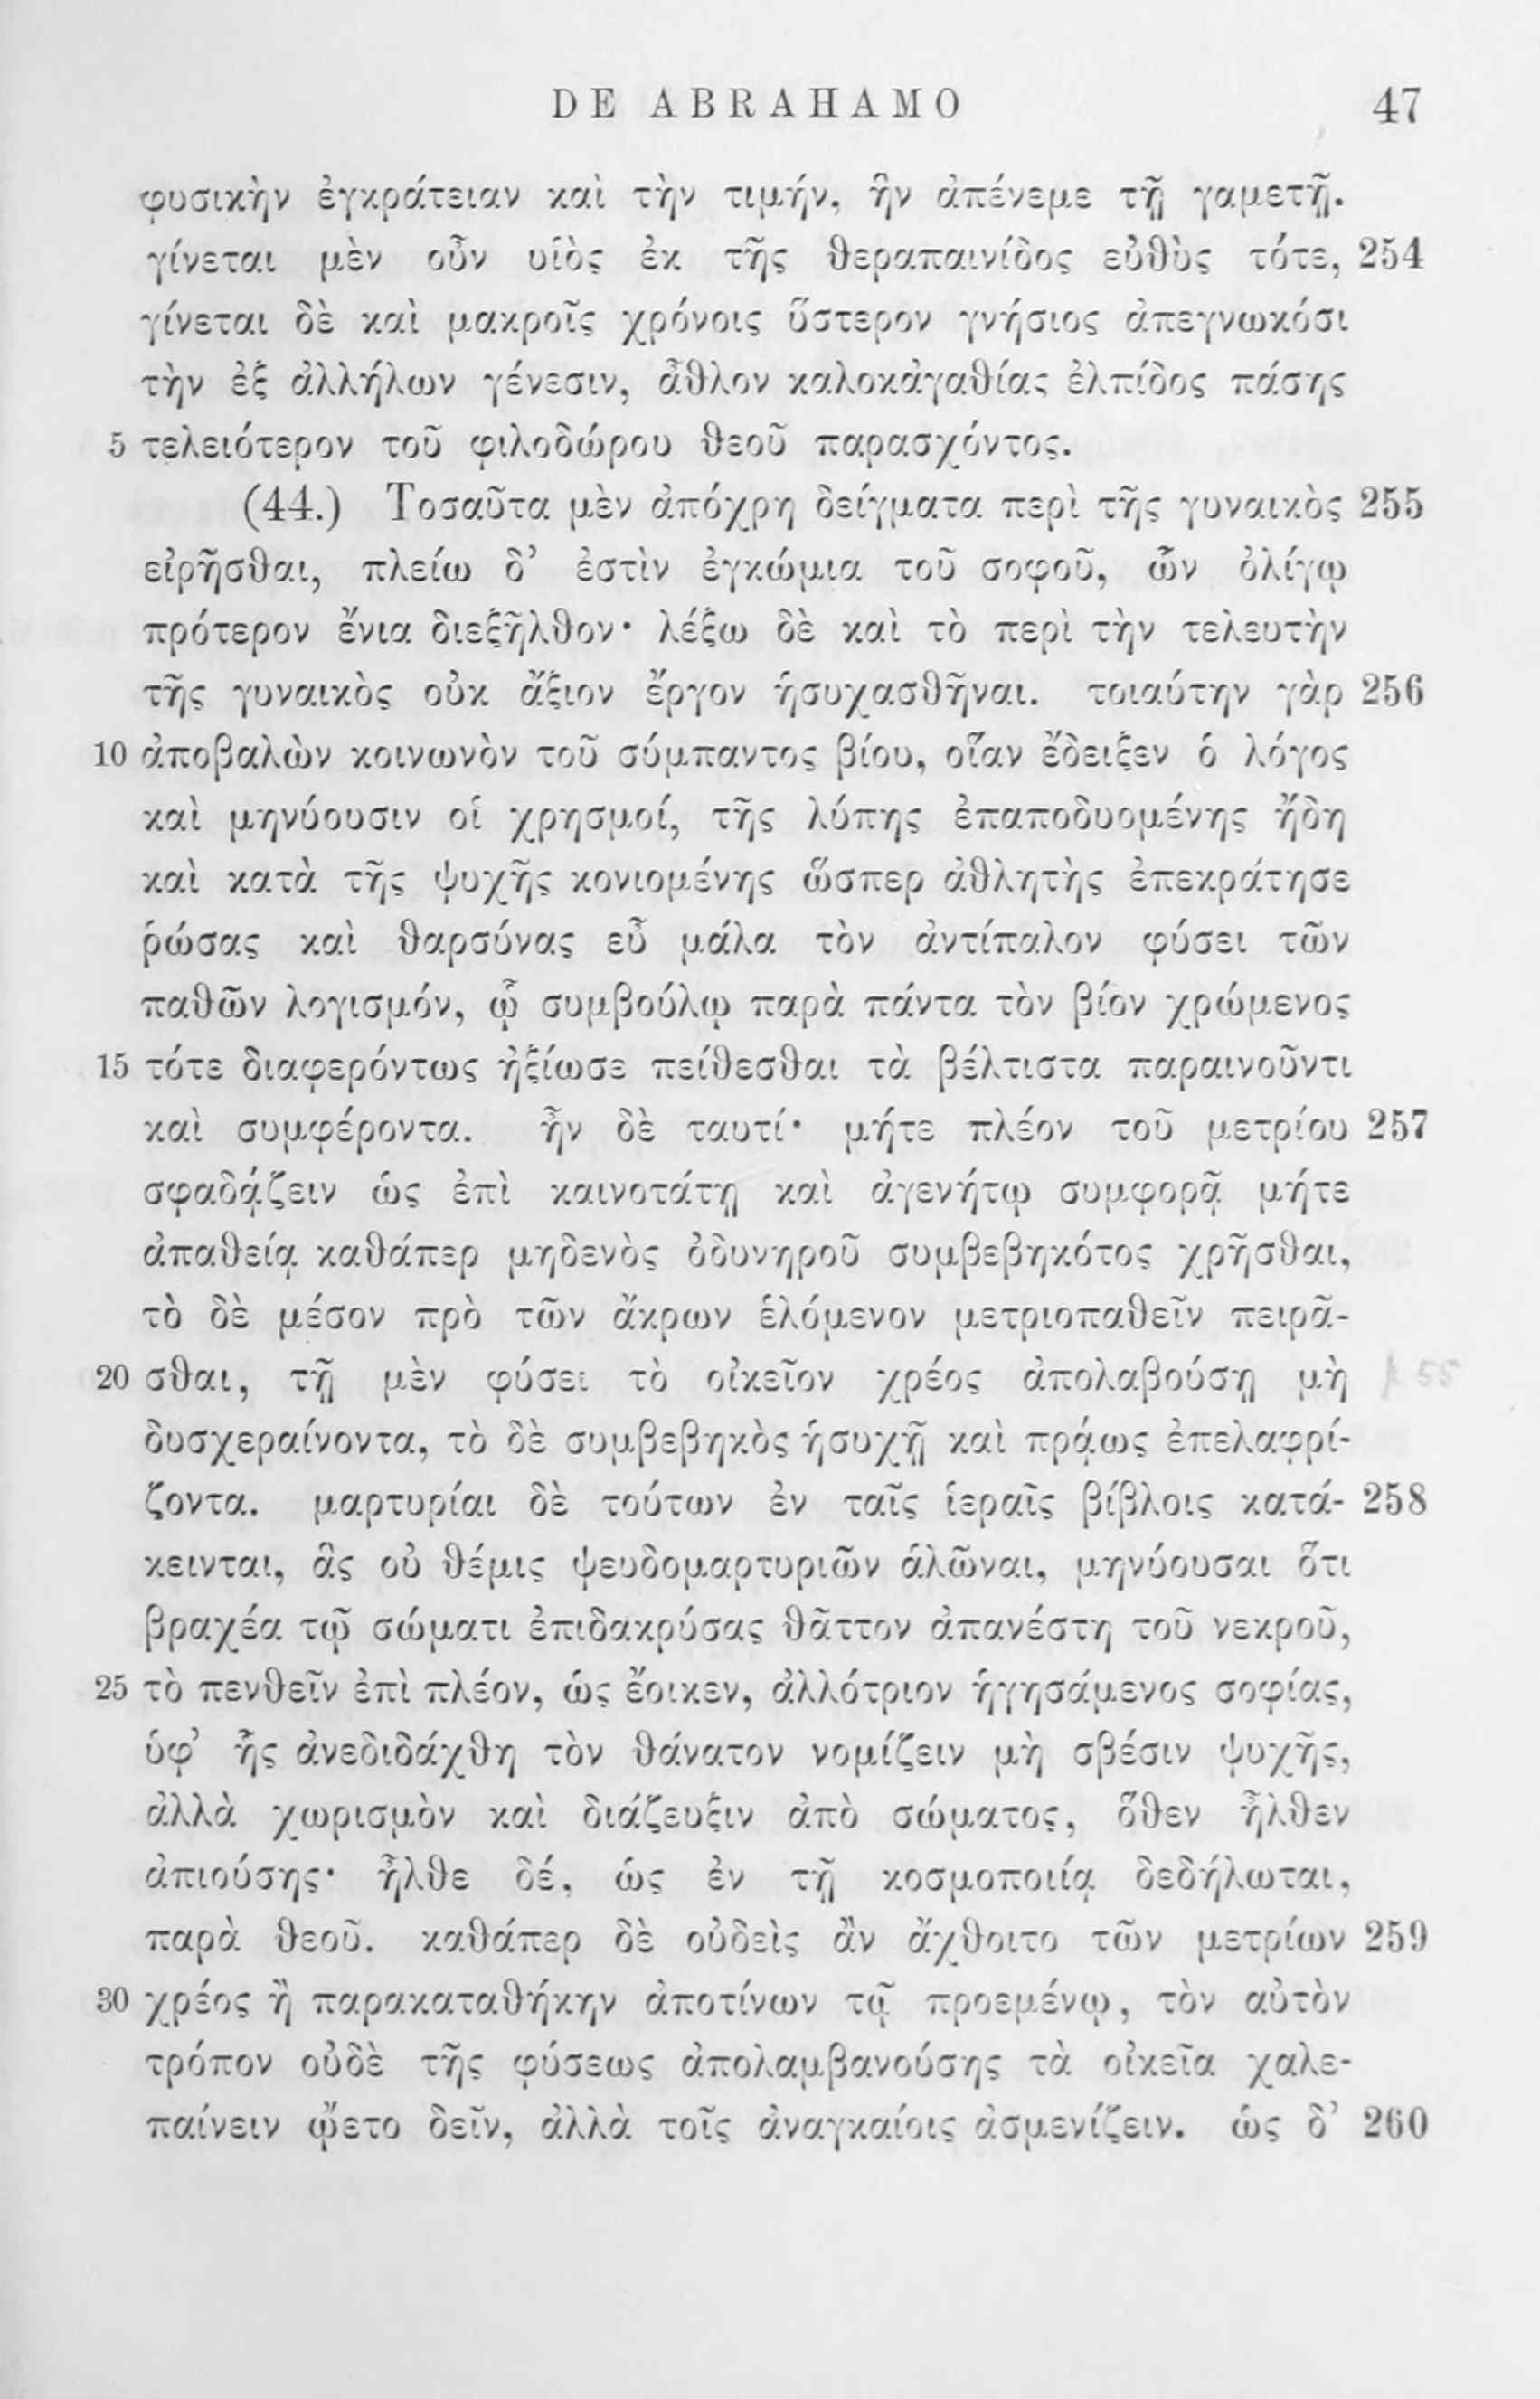 DE ABRAHAMO 47
φυσικὴν ἐγκράτειαν καὶ τὴν τιμήν, ἣν ἀπένεμε τῇ γαμετῇ.
γίνεται μὲν οὖν υἱὸς ἐκ τῆς θεραπαινίδος εὐθὺς τότε, 254
γίνεται δὲ καὶ μακροῖς χρόνοις ὕστερον γνήσιος ἀπεγνωκόσι
τὴν ἐξ ἀλλήλων γένεσιν, ἆθλον καλοκἀγαθίας ἐλπίδος πάσης
5 τελειότερον τοῦ φιλοδώρου θεοῦ παρασχόντος.
(44.) Τοσαῦτα μὲν ἀπόχρη δείγματα περὶ τῆς γυναικὸς 255
εἰρῆσθαι, πλείω δ’ ἐστὶν ἐγκώμια τοῦ σοφοῦ, ὧν ὀλίγῳ
πρότερον ἔνια διεξῆλθον· λέξω δὲ καὶ τὸ περὶ τὴν τελευτὴν
τῆς γυναικὸς οὐκ ἄξιον ἔργον ἡσυχασθῆναι. τοιαύτην γὰρ 256
10 ἀποβαλὼν κοινωνὸν τοῦ σύμπαντος βίου, οἵαν ἔδειξεν ὁ λόγος
καὶ μηνύουσιν οἱ χρησμοί, τῆς λύπης ἐπαποδυομένης ἤδη
καὶ κατὰ τῆς ψυχῆς κονιομένης ὥσπερ ἀθλητὴς ἐπεκράτησε
ῥώσας καὶ θαρσύνας εὖ μάλα τὸν ἀντίπαλον φύσει τῶν
παθῶν λογισμόν, ᾧ συμβούλῳ παρὰ πάντα τὸν βίον χρώμενος
15 τότε διαφερόντως ἠξίωσε πείθεσθαι τὰ βέλτιστα παραινοῦντι
καὶ συμφέροντα. ἦν δὲ ταυτί· μήτε πλέον τοῦ μετρίου 257
σφαδᾴζειν ὡς ἐπὶ καινοτάτῃ καὶ ἀγενήτῳ συμφορᾷ μήτε
ἀπαθείᾳ καθάπερ μηδενὸς ὀδυνηροῦ συμβεβηκότος χρῆσθαι,
τὸ δὲ μέσον πρὸ τῶν ἄκρων ἑλόμενον μετριοπαθεῖν πειρᾶ-
20 σθαι, τῇ μὲν φύσει τὸ οἰκεῖον χρέος ἀπολαβούσῃ μὴ
δυσχεραίνοντα, τὸ δὲ συμβεβηκὸς ἡσυχῇ καὶ πρᾴως ἐπελαφρί-
ζοντα. μαρτυρίαι δὲ τούτων ἐν ταῖς ἱεραῖς βίβλοις κατά- 258
κεινται, ἃς οὐ θέμις ψευδομαρτυριῶν ἁλῶναι, μηνύουσαι ὅτι
βραχέα τῷ σώματι ἐπιδακρύσας θᾶττον ἀπανέστη τοῦ νεκροῦ,
25 τὸ πενθεῖν ἐπὶ πλέον, ὡς ἔοικεν, ἀλλότριον ἡγησάμενος σοφίας,
ὑφ’ ἧς ἀνεδιδάχθη τὸν θάνατον νομίζειν μὴ σβέσιν ψυχῆς,
ἀλλὰ χωρισμὸν καὶ διάζευξιν ἀπὸ σώματος, ὅθεν ἦλθεν
ἀπιούσης· ἦλθε δέ, ὡς ἐν τῇ κοσμοποιίᾳ δεδήλωται,
παρὰ θεοῦ. καθάπερ δὲ οὐδεὶς ἂν ἄχθοιτο τῶν μετρίων 259
30 χρέος ἢ παρακαταθήκην ἀποτίνων τῷ προεμένῳ, τὸν αὐτὸν
τρόπον οὐδὲ τῆς φύσεως ἀπολαμβανούσης τὰ οἰκεῖα χαλε-
παίνειν ᾤετο δεῖν, ἀλλὰ τοῖς ἀναγκαίοις ἀσμενίζειν. ὡς δ’ 260